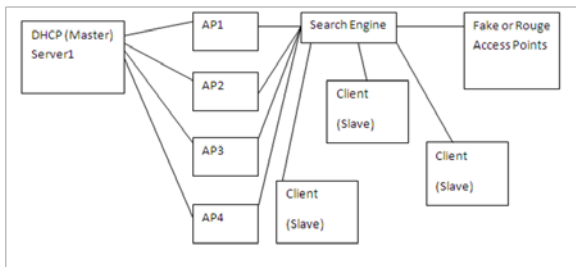 DHCP (Master)
Server1
AP1
AP2
AP3
AP4
Search Engine
Fake or Rouge
Access Points
Client
(Slave)
Client
(Slave)
Client
(Slave)